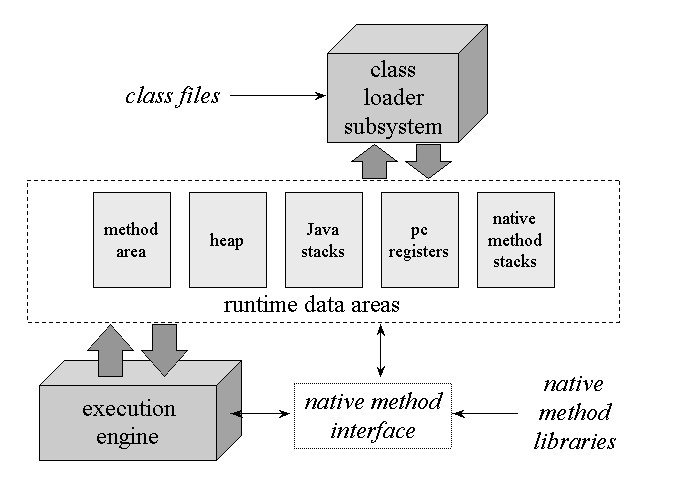 class files
class
loader
subsystem
method
area
heap
Java
stacks
pc
registers
native
method
stacks
runtime data areas
execution
engine
native method
interface
native
method
libraries